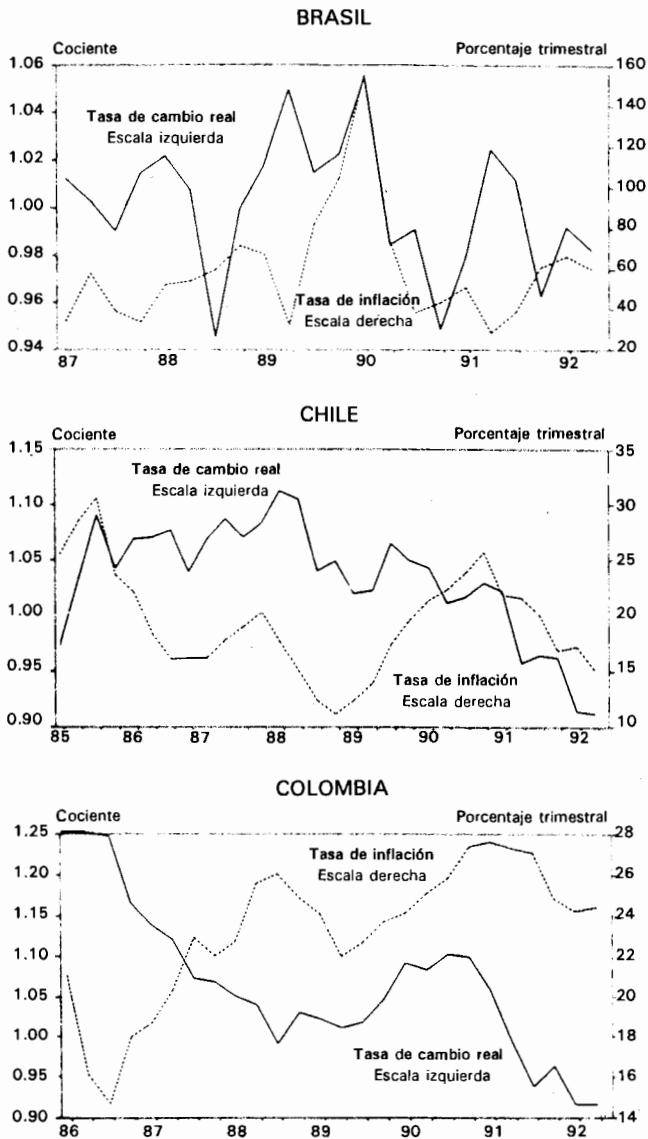 BRASIL
Cociente Porcentaje trimestral
1.06 160
Tasa de cambio real
Escala izquierda
1.04 140
120
1.02
100
1.00
80
0.98
60
Tasa de inflación
Escala derecha
0.96
40
0.94 20
87 88 89 90 91 92
CHILE
Cociente Porcentaje trimestral
1.15 35
Tasa de cambio real
Escala izquierda
1.10 30
1.05 25
1.00 20
0.95 15
Tasa de inflación
Escala derecha
0.90 10
85 86 87 88 89 90 91 92
COLOMBIA
Cociente Porcentaje trimestral
1.25 28
Tasa de inflación
Escala derecha
1.20 26
1.15 24
1.10 22
1.05 20
1.00 18
Tasa de cambio real
Escala izquierda
0.95 16
0.90 14
86 87 88 89 90 91 92